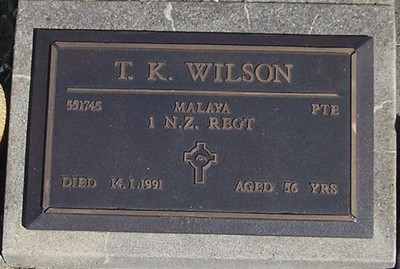 T. K. WILSON
551745 MALAYA PTE
1 N.Z. REGT
DIED 14.1.1991 AGED 56 YRS